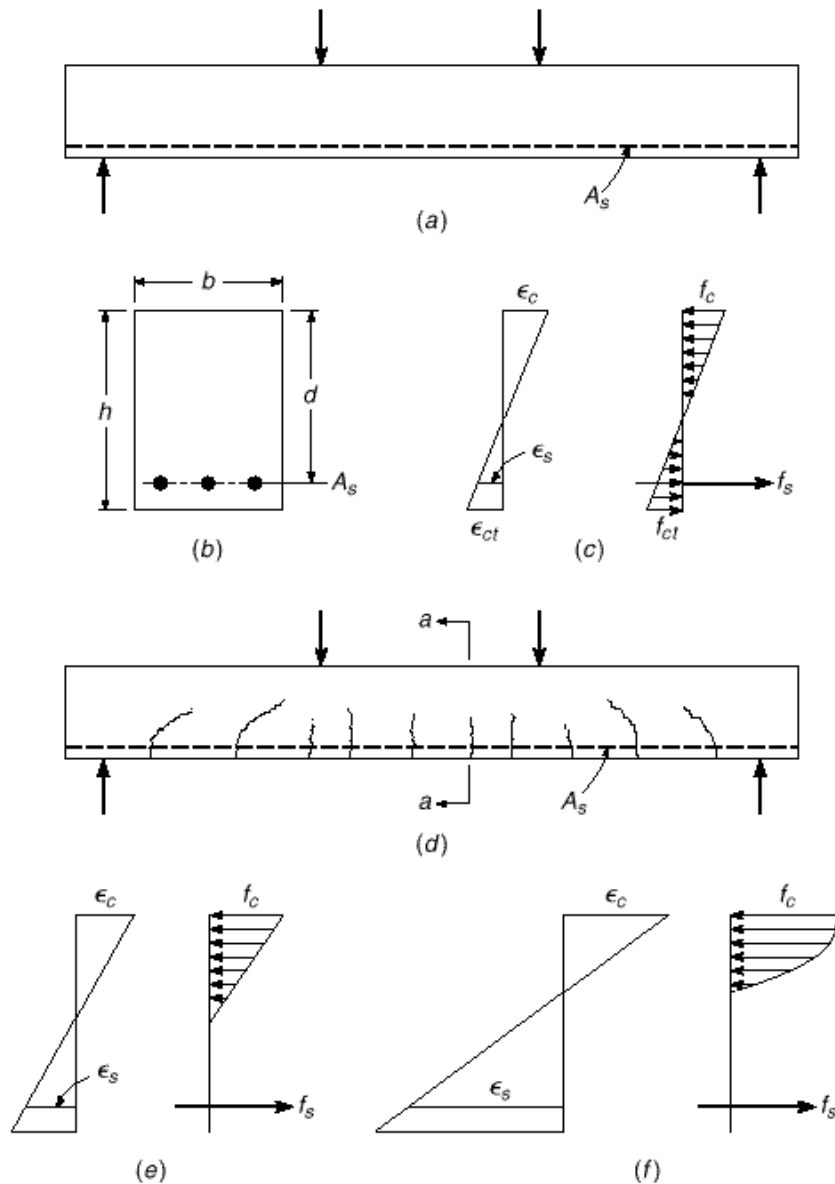 A_s
(a)
b
h
d
A_s
(b)
ϵ_c
ϵ_s
ϵ_ct
f_c
f_s
f_ct
(c)
a
a
A_s
(d)
ϵ_c
f_c
ϵ_s
f_s
(e)
ϵ_c
f_c
ϵ_s
f_s
(f)